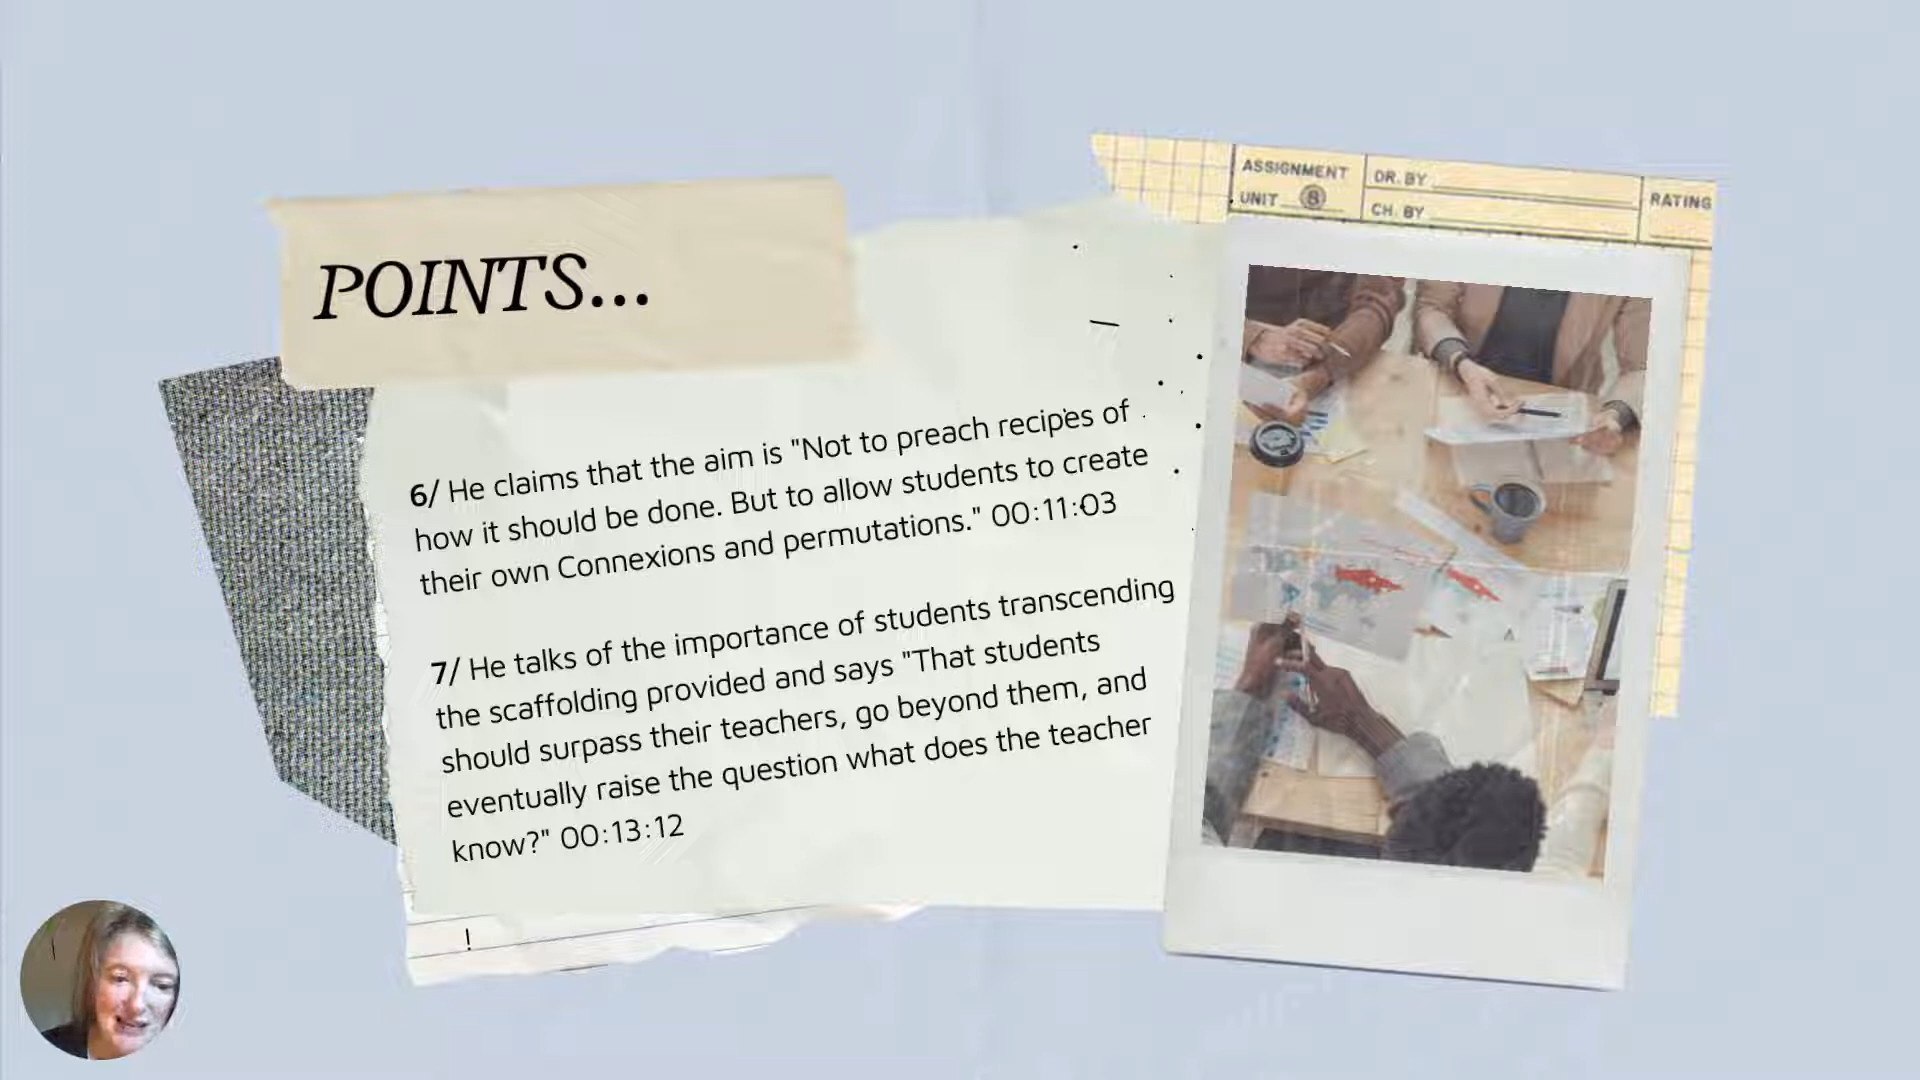 ASSIGNMENT
UNIT 8
DR. BY
CH. BY
RATING
POINTS...
6/ He claims that the aim is "Not to preach recipes of
how it should be done. But to allow students to create
their own Connexions and permutations." 00:11:03
7/ He talks of the importance of students transcending
the scaffolding provided and says "That students
should surpass their teachers, go beyond them, and
eventually raise the question what does the teacher
know?" 00:13:12
!